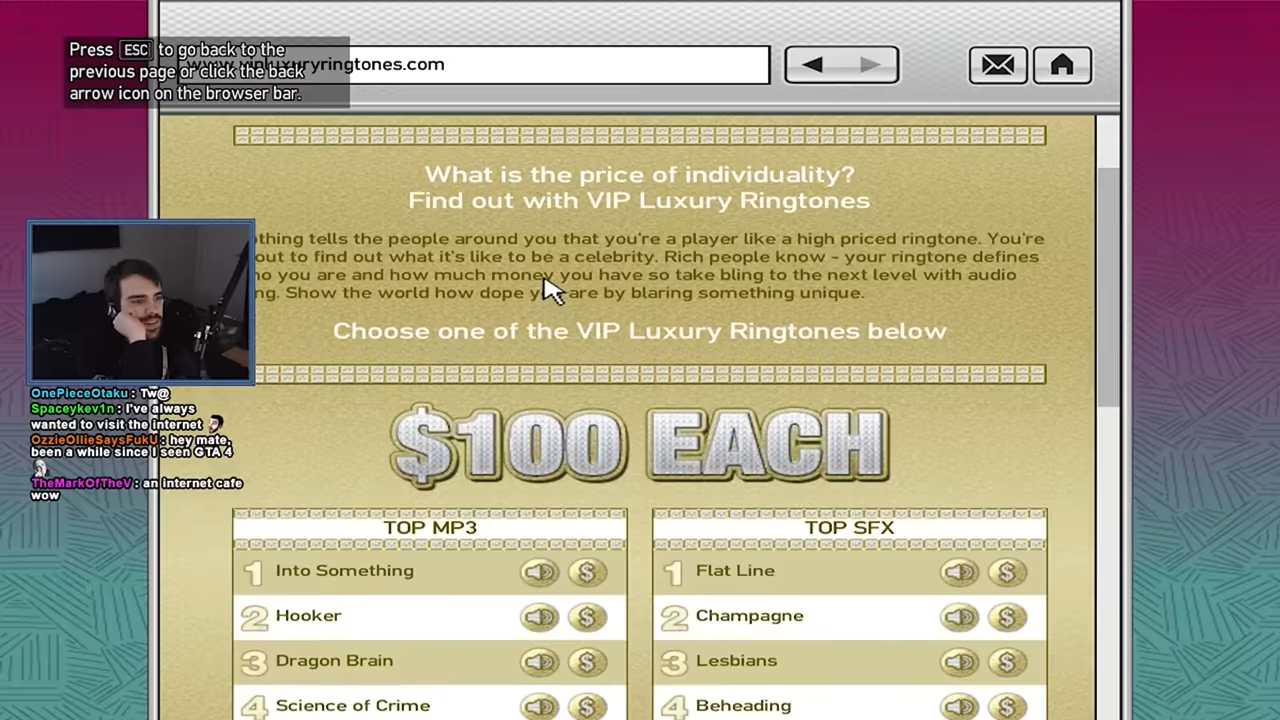 Press ESC to go back to the
previous page or click the back
arrow icon on the browser bar.
www.vipluxuryringtones.com
What is the price of individuality?
Find out with VIP Luxury Ringtones
thing tells the people around you that you're a player like a high priced ringtone. You're
out to find out what it's like to be a celebrity. Rich people know - your ringtone defines
you are and how much money you have so take bling to the next level with audio
Show the world how dope you are by blaring something unique.
Choose one of the VIP Luxury Ringtones below
$100 EACH
OnePieceOtaku : Tw@
Spaceykev1n : I've always
wanted to visit the internet
OzzieOllieSaysFukU : hey mate,
been a while since I seen GTA 4
TheMarkOfTheV : an internet cafe
wow
TOP MP3
1 Into Something
2 Hooker
3 Dragon Brain
4 Science of Crime
TOP SFX
1 Flat Line
2 Champagne
3 Lesbians
4 Beheading